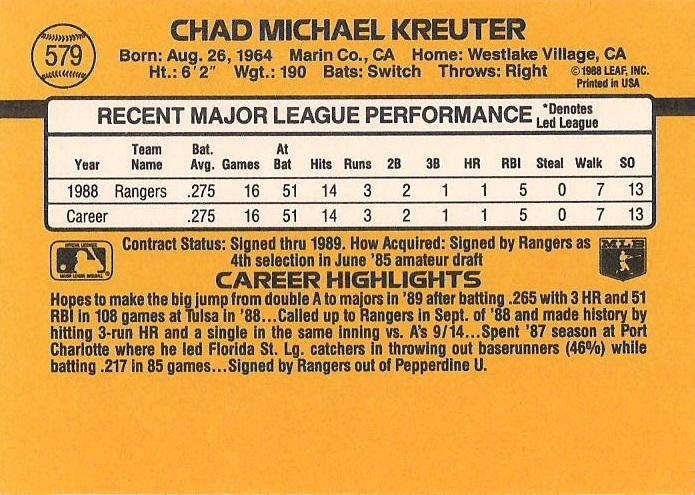 579
CHAD MICHAEL KREUTER
Born: Aug. 26, 1964 Marin Co., CA Home: Westlake Village, CA
Ht.: 6'2" Wgt.: 190 Bats: Switch Throws: Right
©1988 LEAF, INC.
Printed in USA
RECENT MAJOR LEAGUE PERFORMANCE
*Denotes
Led League
Year Team Name Bat. Avg. Games At Bat Hits Runs 2B 3B HR RBI Steal Walk SO
1988 Rangers .275 16 51 14 3 2 1 1 5 0 7 13
Career .275 16 51 14 3 2 1 1 5 0 7 13
OFFICIAL LICENSEE
MAJOR LEAGUE BASEBALL
Contract Status: Signed thru 1989. How Acquired: Signed by Rangers as
4th selection in June '85 amateur draft
MLB
CAREER HIGHLIGHTS
Hopes to make the big jump from double A to majors in '89 after batting .265 with 3 HR and 51
RBI in 108 games at Tulsa in '88...Called up to Rangers in Sept. of '88 and made history by
hitting 3-run HR and a single in the same inning vs. A's 9/14...Spent '87 season at Port
Charlotte where he led Florida St. Lg. catchers in throwing out baserunners (46%) while
batting .217 in 85 games...Signed by Rangers out of Pepperdine U.